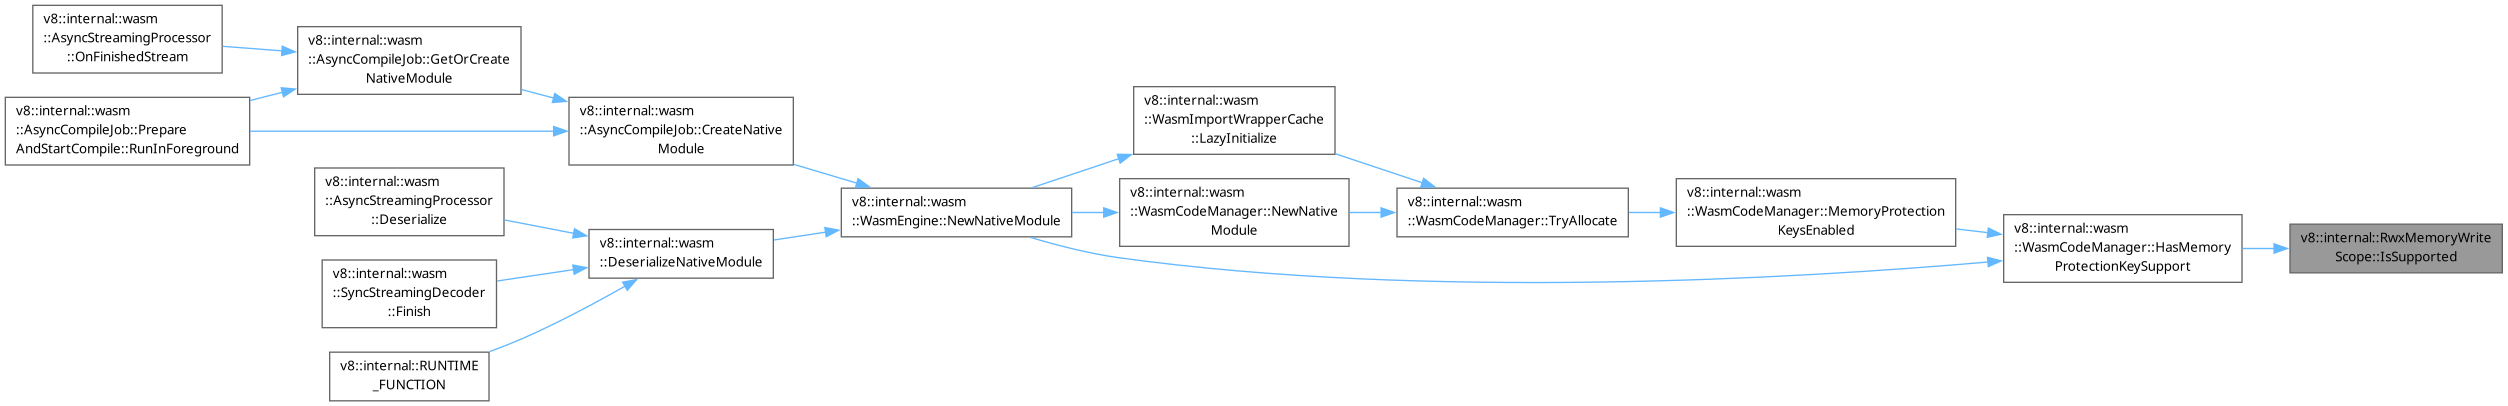 v8::internal::wasm
::AsyncStreamingProcessor
::OnFinishedStream
v8::internal::wasm
::AsyncCompileJob::GetOrCreate
NativeModule
v8::internal::wasm
::AsyncCompileJob::Prepare
AndStartCompile::RunInForeground
v8::internal::wasm
::AsyncCompileJob::CreateNative
Module
v8::internal::wasm
::AsyncStreamingProcessor
::Deserialize
v8::internal::wasm
::SyncStreamingDecoder
::Finish
v8::internal::RUNTIME
_FUNCTION
v8::internal::wasm
::DeserializeNativeModule
v8::internal::wasm
::WasmEngine::NewNativeModule
v8::internal::wasm
::WasmImportWrapperCache
::LazyInitialize
v8::internal::wasm
::WasmCodeManager::NewNative
Module
v8::internal::wasm
::WasmCodeManager::TryAllocate
v8::internal::wasm
::WasmCodeManager::MemoryProtection
KeysEnabled
v8::internal::wasm
::WasmCodeManager::HasMemory
ProtectionKeySupport
v8::internal::RwxMemoryWrite
Scope::IsSupported